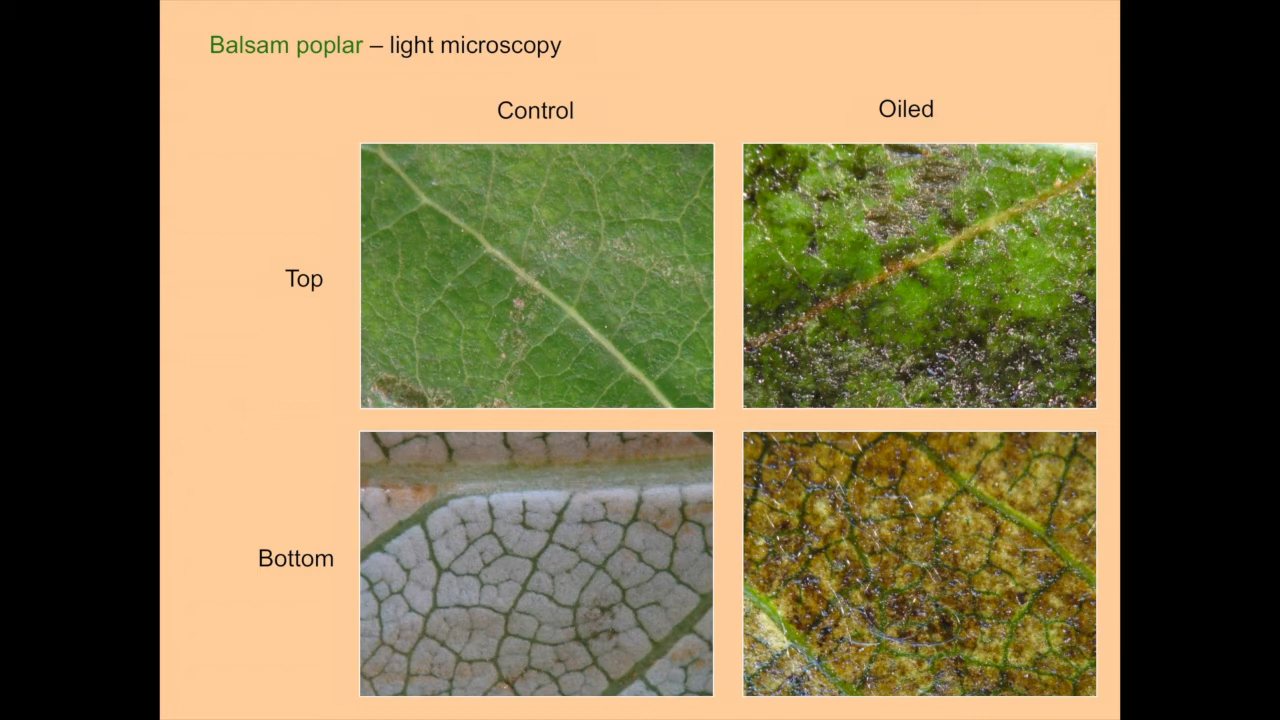 Balsam poplar – light microscopy
Control
Oiled
Top
Bottom